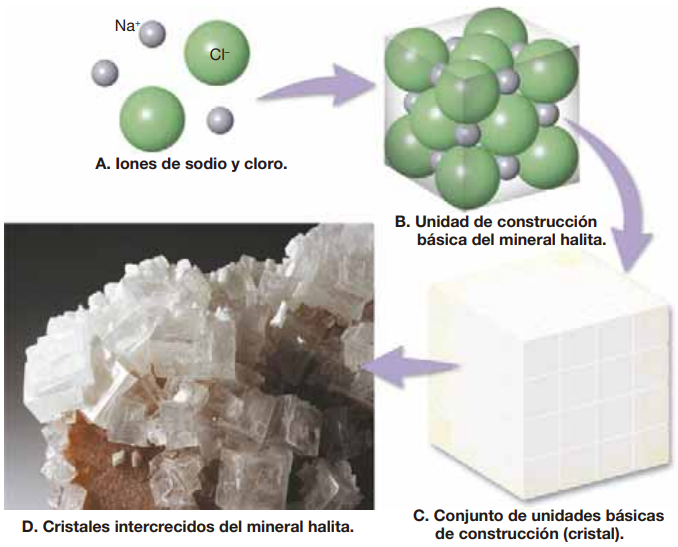 Na⁺
Cl⁻
A. Iones de sodio y cloro.
B. Unidad de construcción
básica del mineral halita.
C. Conjunto de unidades básicas
de construcción (cristal).
D. Cristales intercrecidos del mineral halita.